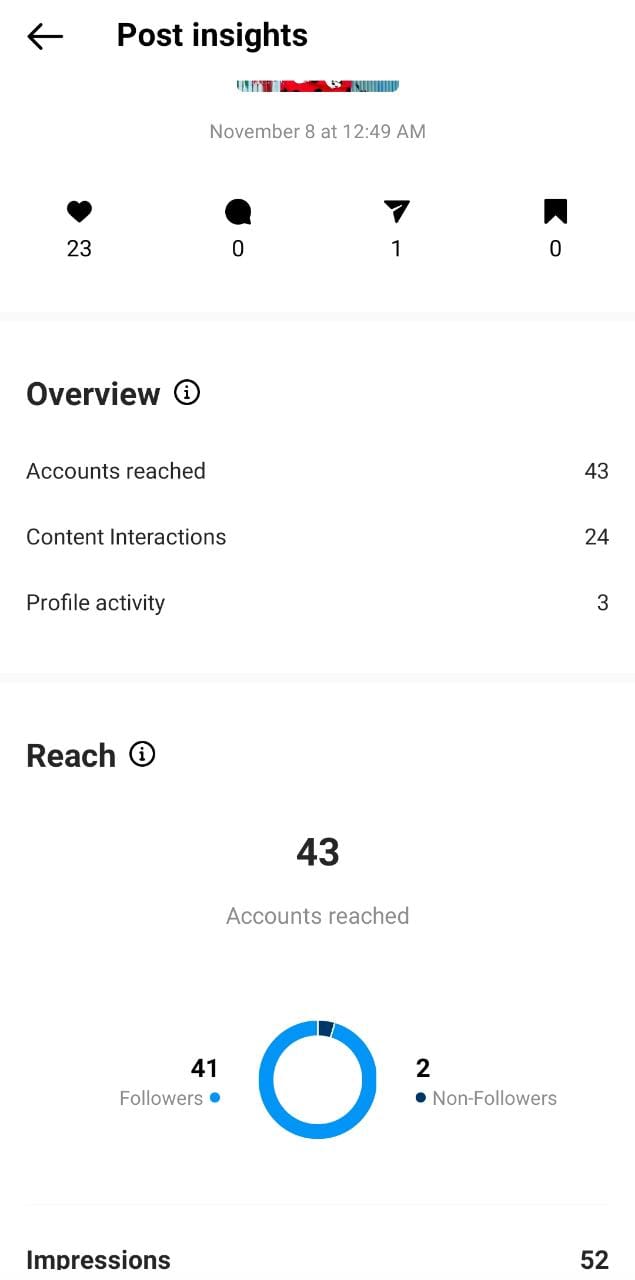 Post insights
November 8 at 12:49 AM
23 0 1 0
Overview
Accounts reached 43
Content Interactions 24
Profile activity 3
Reach
43
Accounts reached
41 2
Followers Non-Followers
Impressions 52